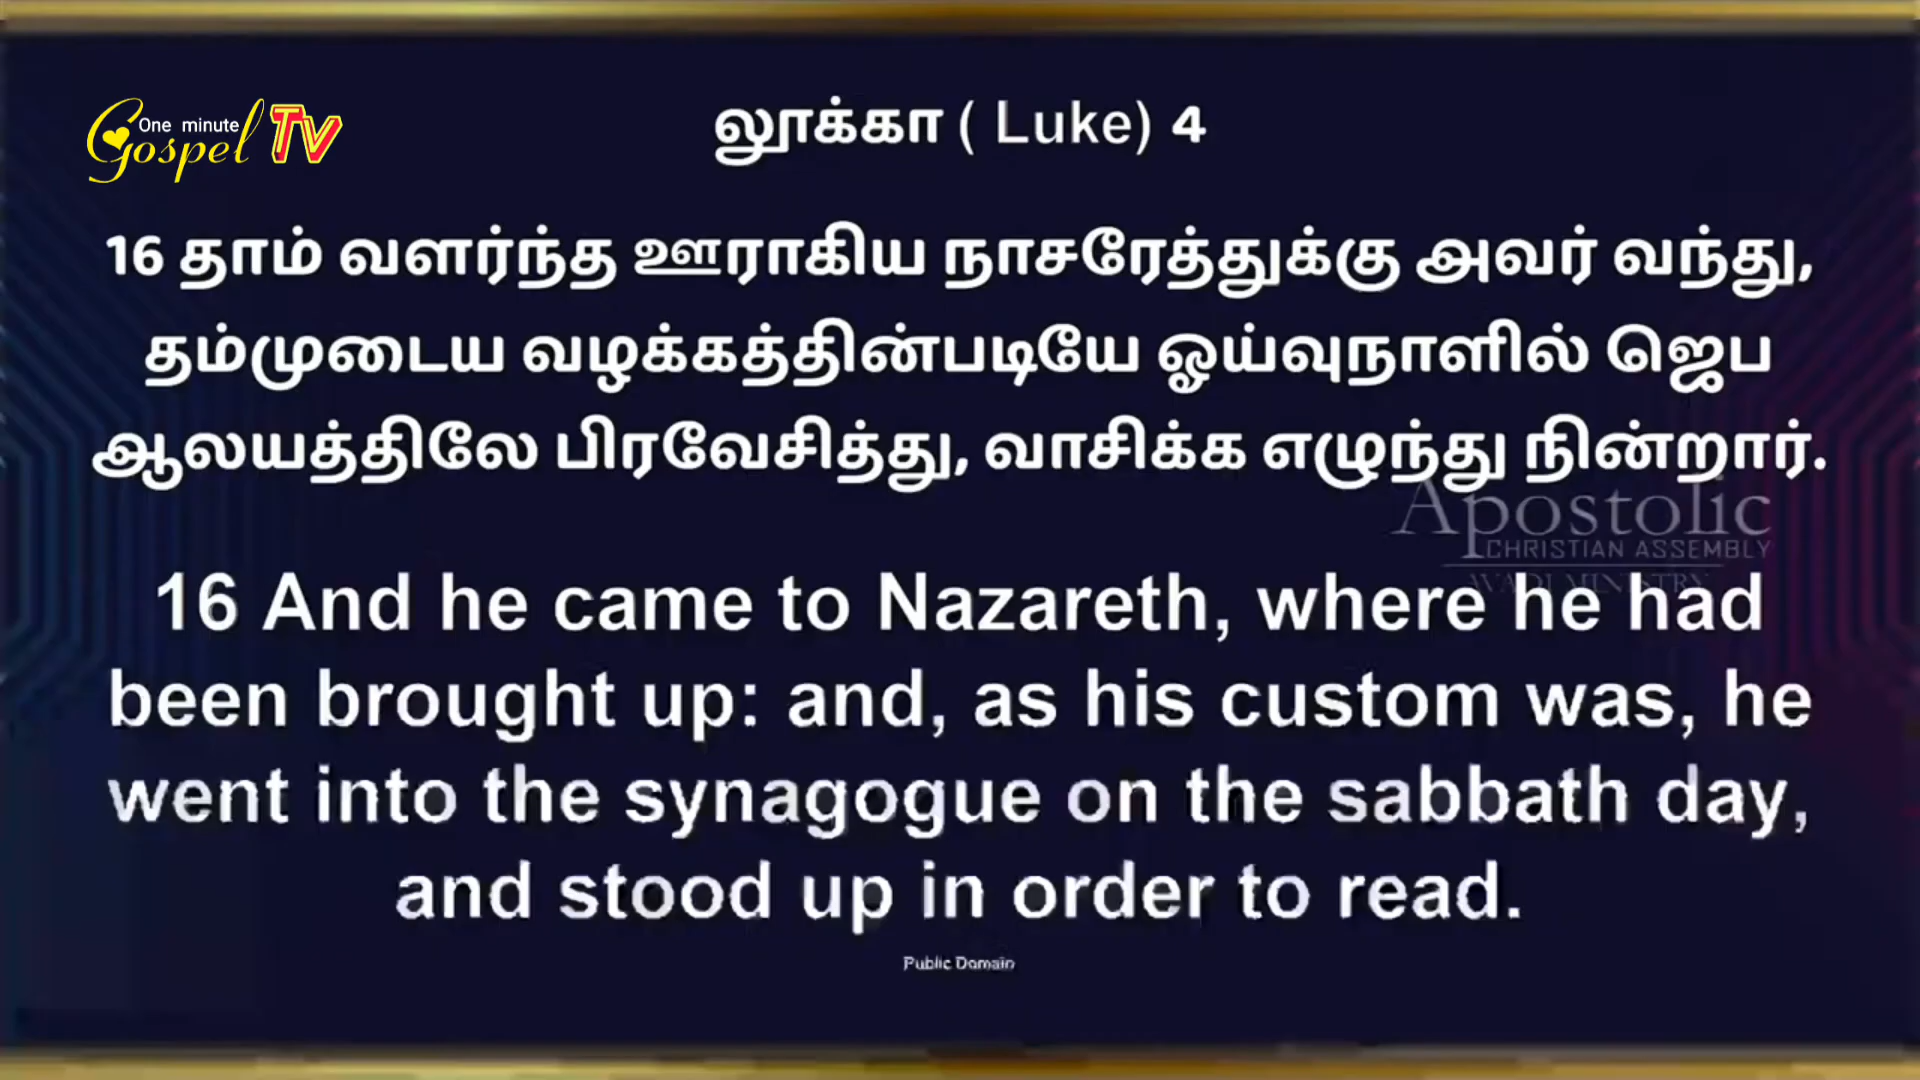 One minute
Gospel TV
லூக்கா ( Luke) 4
16 தாம் வளர்ந்த ஊராகிய நாசரேத்துக்கு அவர் வந்து,
தம்முடைய வழக்கத்தின்படியே ஓய்வுநாளில் ஜெப
ஆலயத்திலே பிரவேசித்து, வாசிக்க எழுந்து நின்றார்.
Apostolic
CHRISTIAN ASSEMBLY
WADI MINISTRY
16 And he came to Nazareth, where he had
been brought up: and, as his custom was, he
went into the synagogue on the sabbath day,
and stood up in order to read.
Public Domain